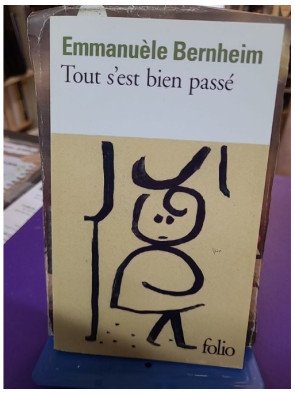 Emmanuèle Bernheim
Tout s'est bien passé
folio